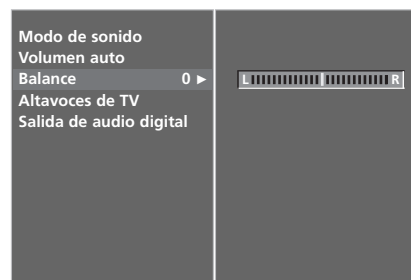 Modo de sonido
Volumen auto
Balance 0 ►
L R
Altavoces de TV
Salida de audio digital